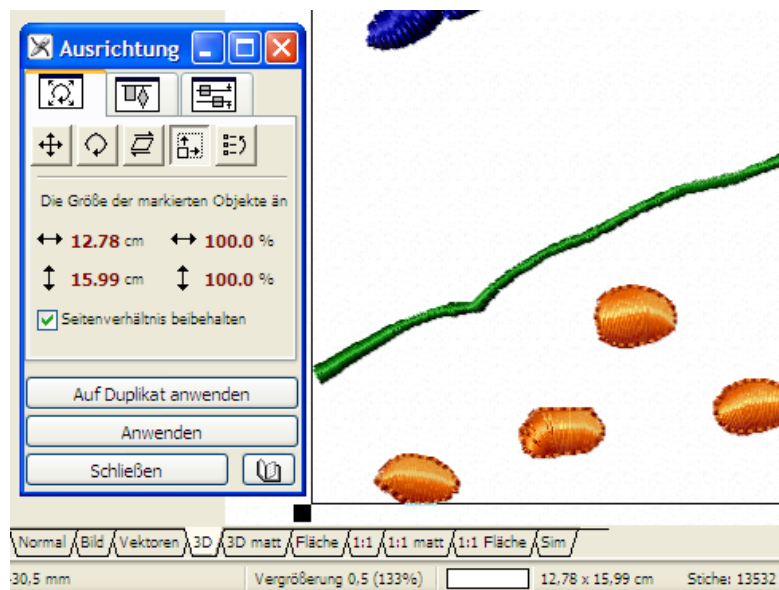 Ausrichtung
Die Größe der markierten Objekte än
12.78 cm 100.0 %
15.99 cm 100.0 %
Seitenverhältnis beibehalten
Auf Duplikat anwenden
Anwenden
Schließen
Normal Bild Vektoren 3D 3D matt Fläche 1:1 1:1 matt 1:1 Fläche Sim
30,5 mm Vergrößerung 0,5 (133%) 12,78 x 15,99 cm Stiche: 13532